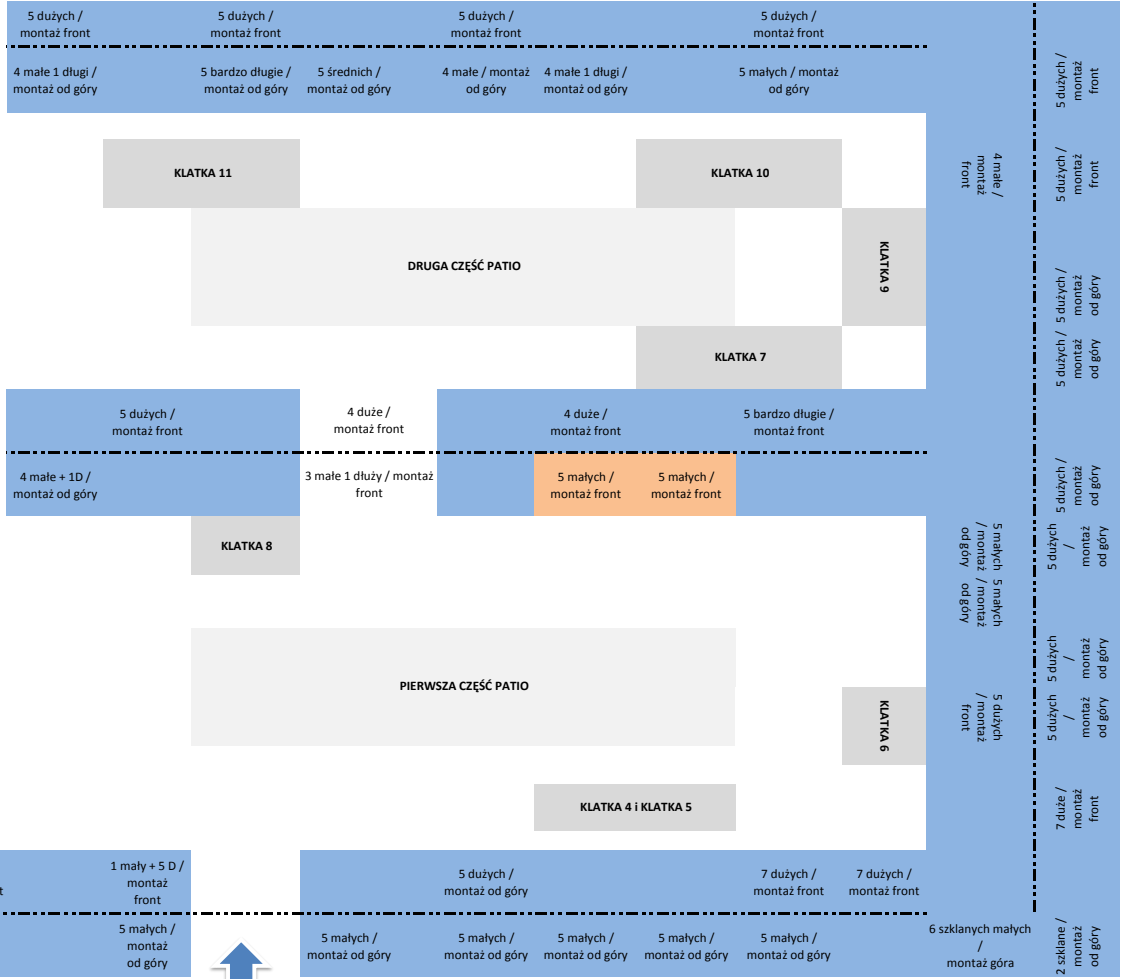 5 dużych /
montaż front
5 dużych /
montaż front
5 dużych /
montaż front
5 dużych /
montaż front
4 małe 1 długi /
montaż od góry
5 bardzo długie /
montaż od góry
5 średnich /
montaż od góry
4 małe / montaż
od góry
4 małe 1 długi /
montaż od góry
5 małych / montaż
od góry
5 dużych /
montaż
front
KLATKA 11
KLATKA 10
4 małe /
montaż
front
5 dużych /
montaż
front
DRUGA CZĘŚĆ PATIO
KLATKA 9
5 dużych /
montaż
od góry
KLATKA 7
5 dużych /
montaż
od góry
5 dużych /
montaż front
4 duże /
montaż front
4 duże /
montaż front
5 bardzo długie /
montaż front
4 małe + 1D /
montaż od góry
3 małe 1 dłuży / montaż
front
5 małych /
montaż front
5 małych /
montaż front
5 dużych /
montaż
od góry
KLATKA 8
5 małych
/ montaż
od góry
5 dużych
/
montaż
od góry
5 małych
/ montaż
od góry
PIERWSZA CZĘŚĆ PATIO
5 dużych
/
montaż
od góry
KLATKA 6
5 dużych
/ montaż
front
5 dużych
/
montaż
od góry
KLATKA 4 i KLATKA 5
7 duże /
montaż
front
t
1 mały + 5 D /
montaż
front
5 dużych /
montaż od góry
7 dużych /
montaż front
7 dużych /
montaż front
5 małych /
montaż
od góry
5 małych /
montaż od góry
5 małych /
montaż od góry
5 małych /
montaż od góry
5 małych /
montaż od góry
5 małych /
montaż od góry
6 szklanych małych
/
montaż góra
2 szklane /
montaż
od góry